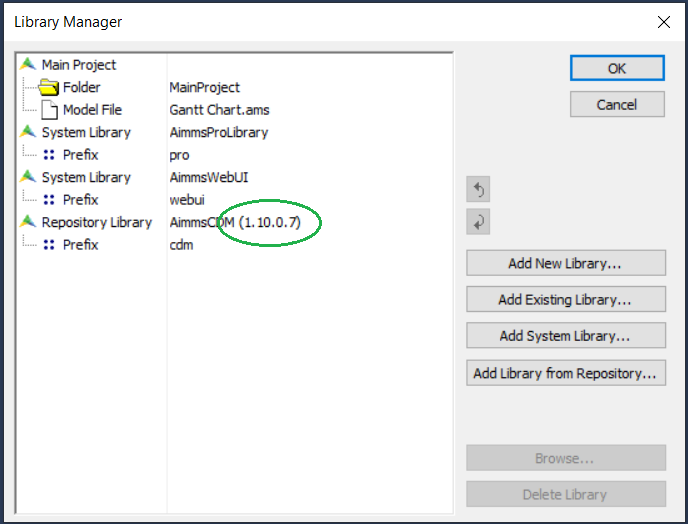 Library Manager
Main Project
Folder MainProject
Model File Gantt Chart.ams
System Library AimmsProLibrary
Prefix pro
System Library AimmsWebUI
Prefix webui
Repository Library AimmsCDM (1.10.0.7)
Prefix cdm
OK
Cancel
Add New Library...
Add Existing Library...
Add System Library...
Add Library from Repository...
Browse...
Delete Library